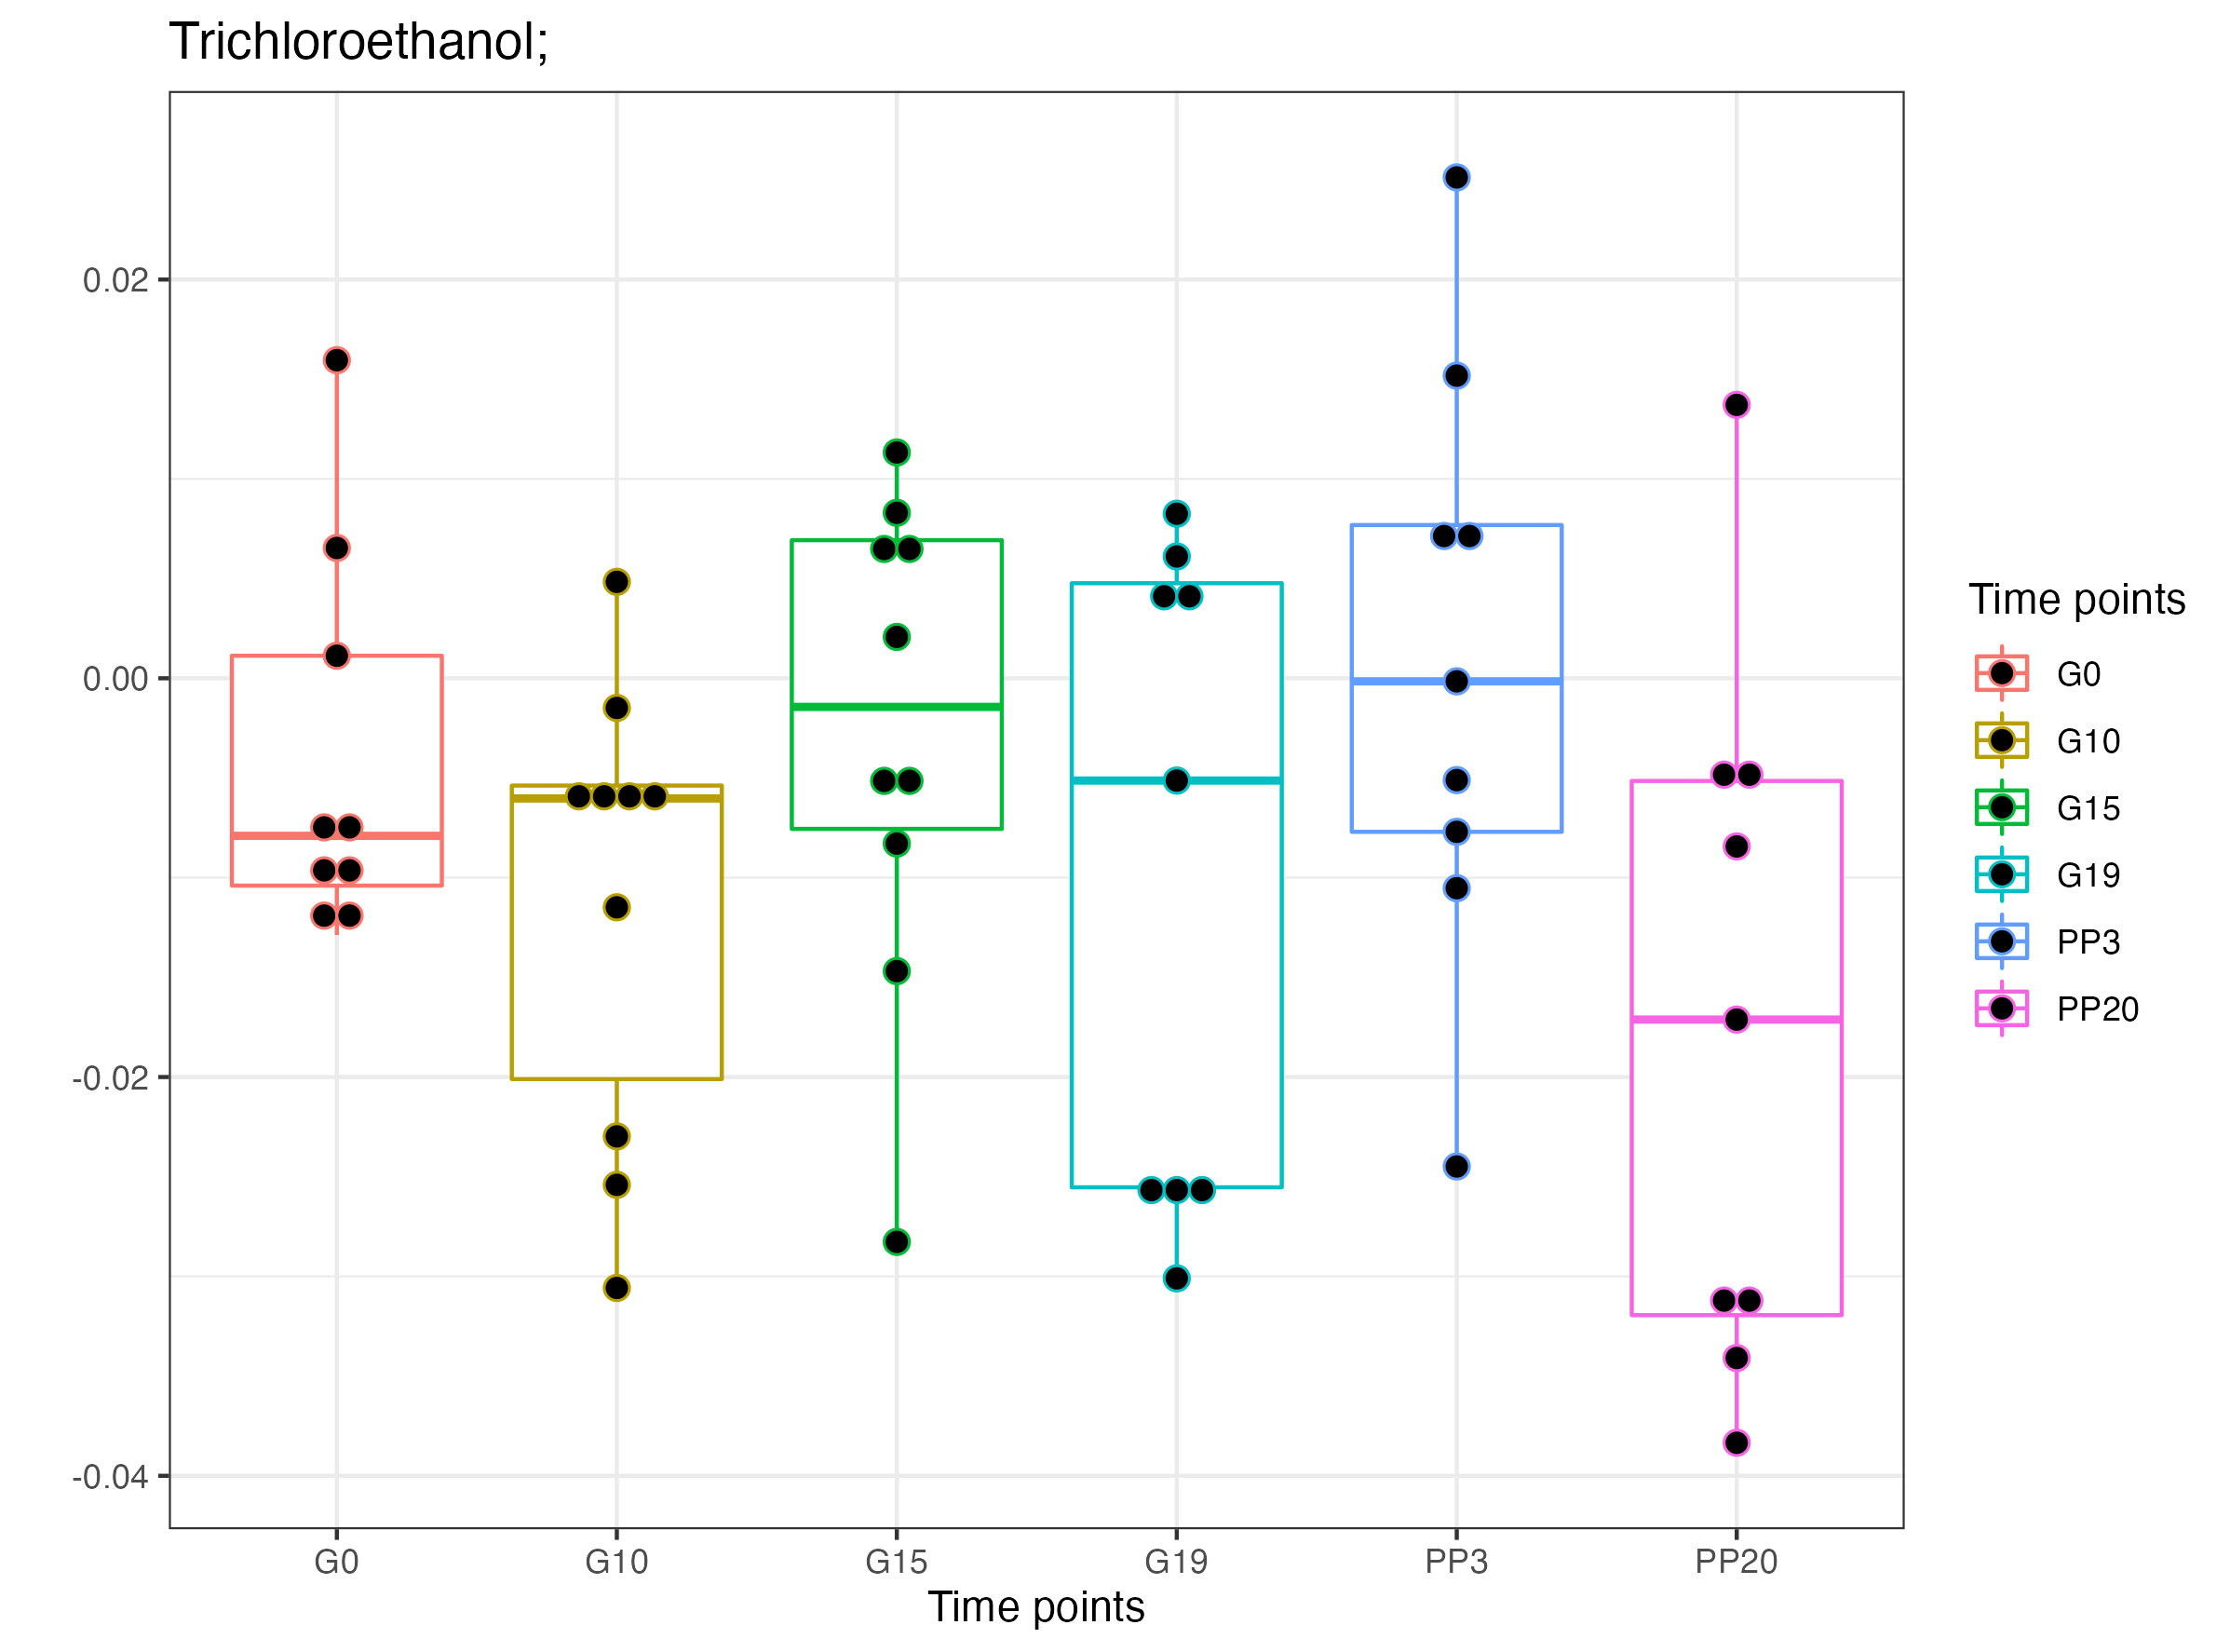 Trichloroethanol;
0.02
0.00
-0.02
-0.04
G0 G10 G15 G19 PP3 PP20
Time points
Time points
G0
G10
G15
G19
PP3
PP20